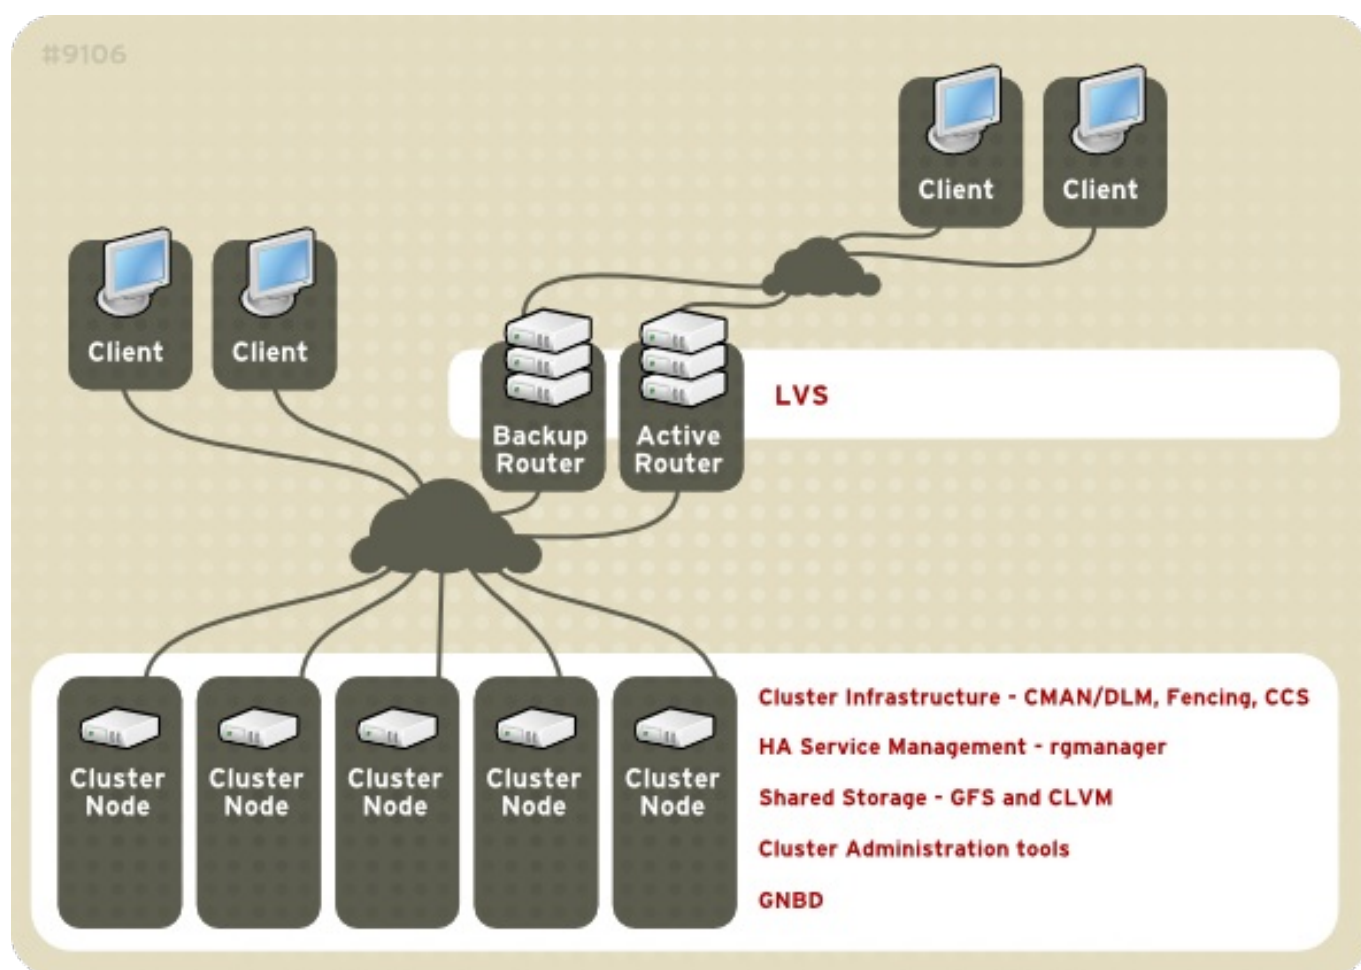 #9106
Client
Client
Client
Client
LVS
Backup
Router
Active
Router
Cluster
Node
Cluster
Node
Cluster
Node
Cluster
Node
Cluster
Node
Cluster Infrastructure - CMAN/DLM, Fencing, CCS
HA Service Management - rgmanager
Shared Storage - GFS and CLVM
Cluster Administration tools
GNBD